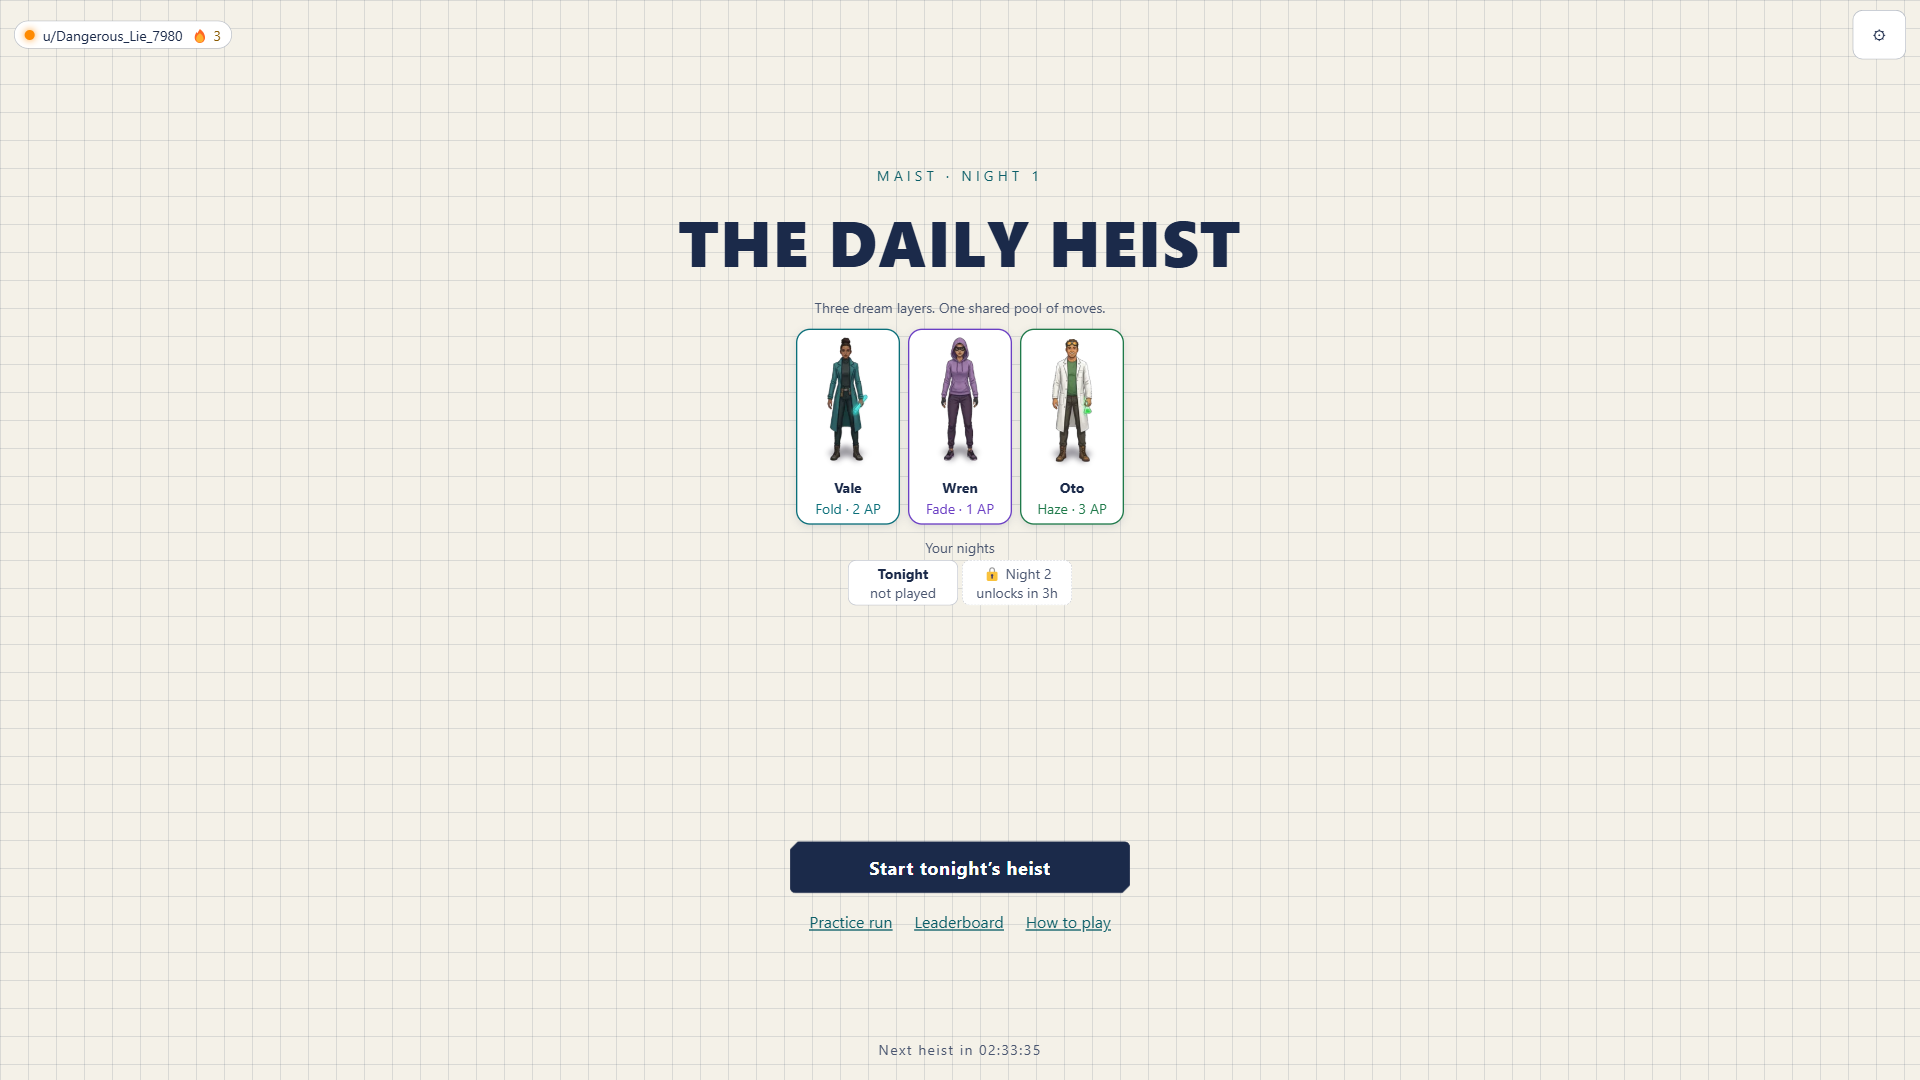 u/Dangerous_Lie_7980 🔥 3
⚙
MAIST · NIGHT 1
THE DAILY HEIST
Three dream layers. One shared pool of moves.
Vale
Fold · 2 AP
Wren
Fade · 1 AP
Oto
Haze · 3 AP
Your nights
Tonight
not played
🔒 Night 2
unlocks in 3h
Start tonight’s heist
Practice run Leaderboard How to play
Next heist in 02:33:35